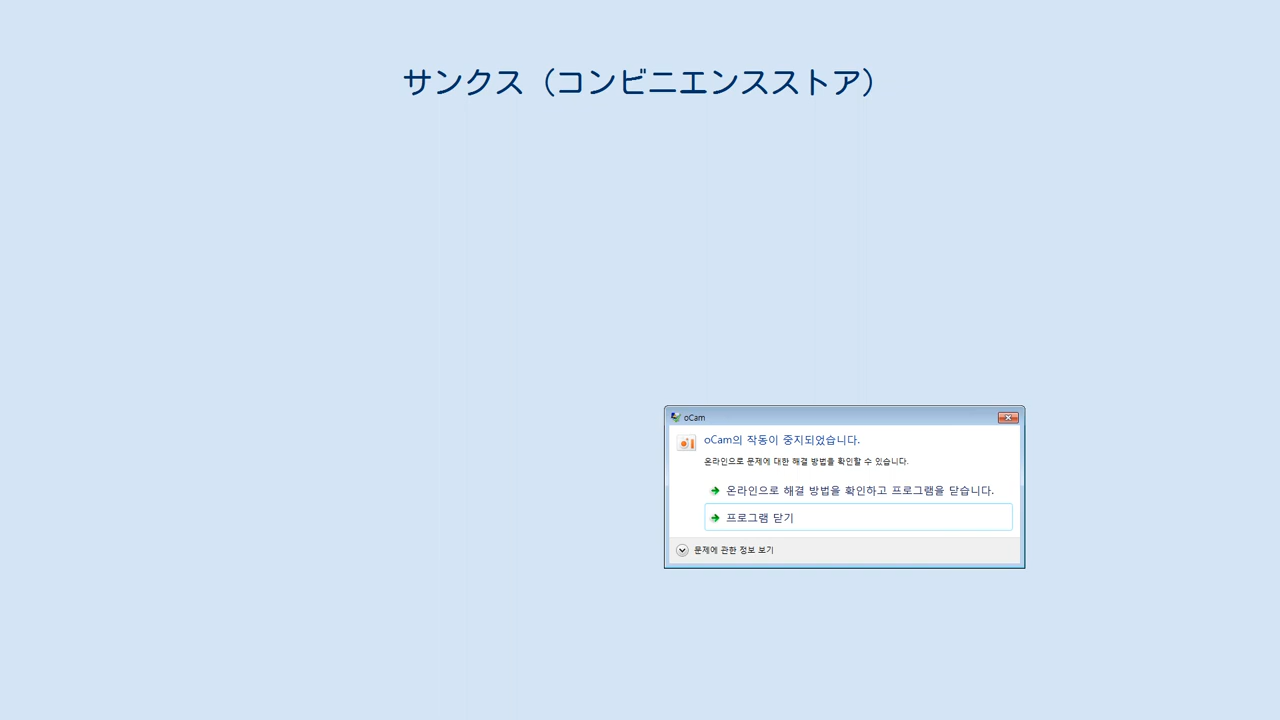 サンクス（コンビニエンスストア）
oCam
oCam의 작동이 중지되었습니다.
온라인으로 문제에 대한 해결 방법을 확인할 수 있습니다.
온라인으로 해결 방법을 확인하고 프로그램을 닫습니다.
프로그램 닫기
문제에 관한 정보 보기